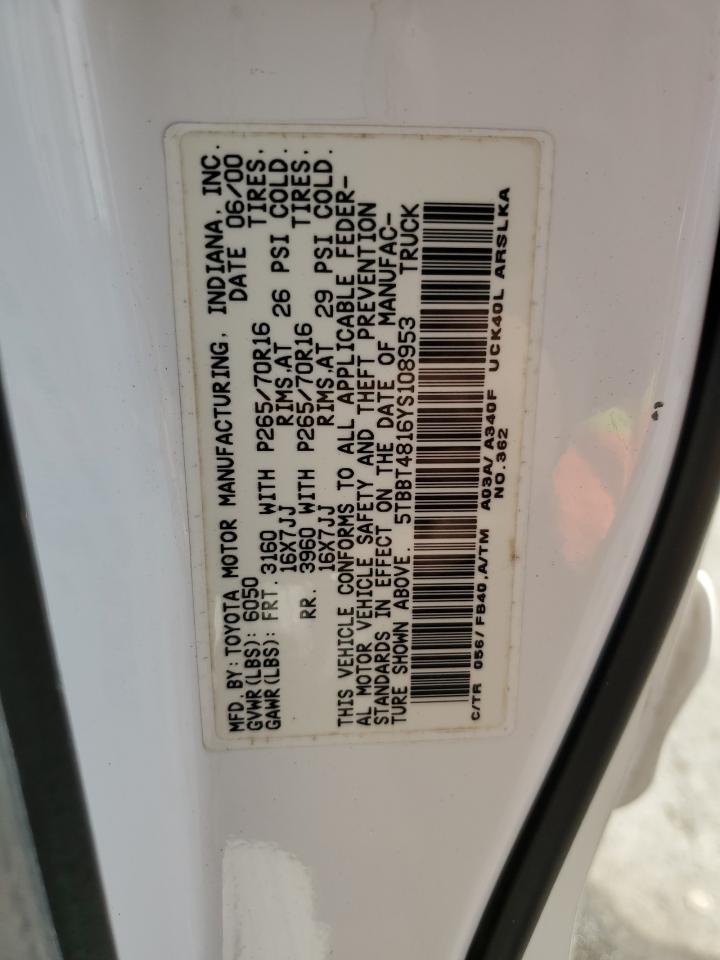 MFD. BY: TOYOTA MOTOR MANUFACTURING, INDIANA, INC.
GVWR(LBS): 6050 DATE 06/00
GAWR(LBS): FRT. 3160 WITH P265/70R16 TIRES,
16X7JJ RIMS,AT 26 PSI COLD.
RR. 3960 WITH P265/70R16 TIRES,
16X7JJ RIMS,AT 29 PSI COLD.
THIS VEHICLE CONFORMS TO ALL APPLICABLE FEDER-
AL MOTOR VEHICLE SAFETY AND THEFT PREVENTION
STANDARDS IN EFFECT ON THE DATE OF MANUFAC-
TURE SHOWN ABOVE. 5TBBT4816YS108953 TRUCK
C/TR 056/FB40,A/TM A03A/A340F UCK40L ARSLKA
NO.362